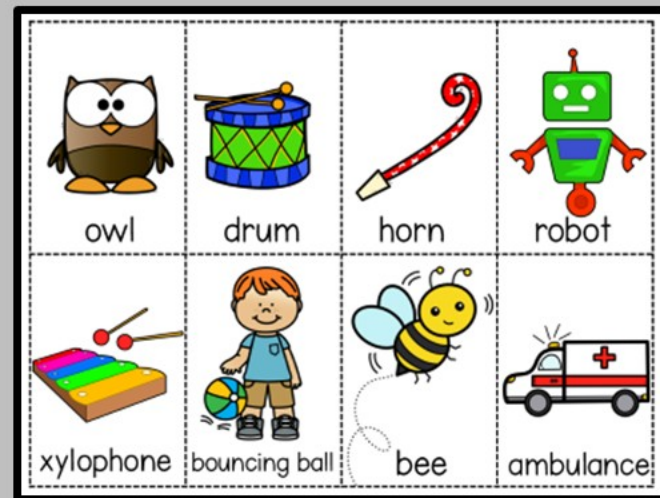 owl
drum
horn
robot
xylophone
bouncing ball
bee
ambulance